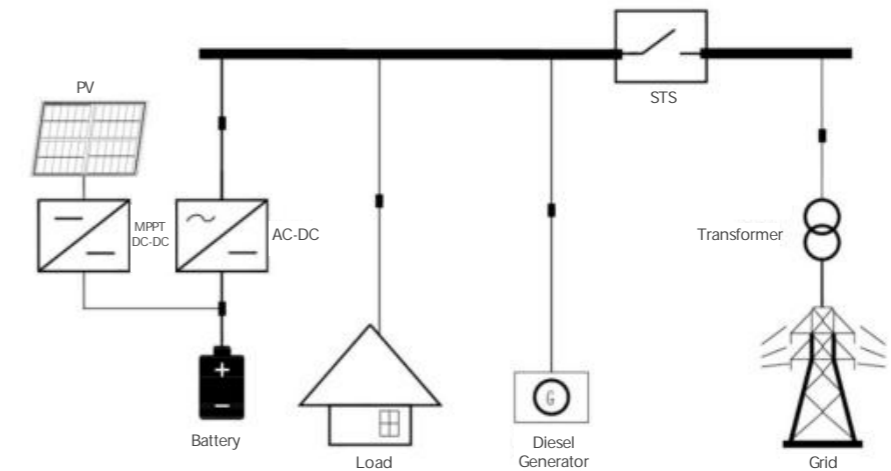 STS
PV
MPPT
DC-DC
AC-DC
Transformer
+
−
G
Battery
Load
Diesel
Generator
Grid